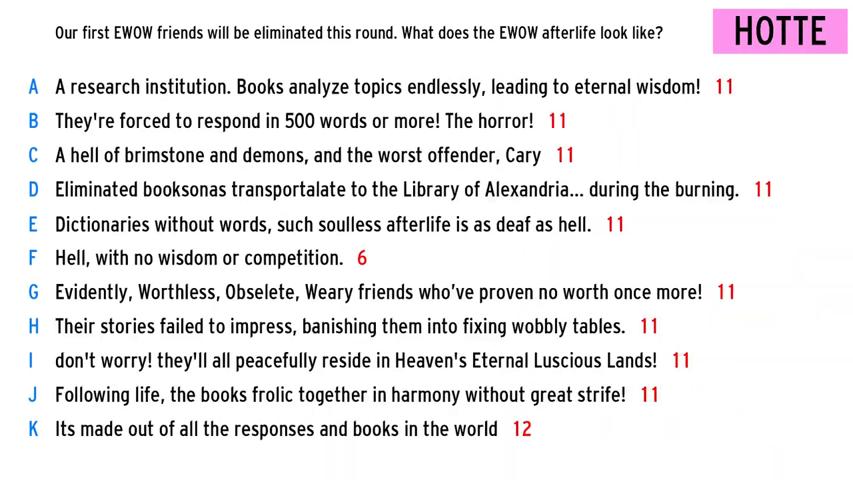 Our first EWOW friends will be eliminated this round. What does the EWOW afterlife look like?
HOTTE
A A research institution. Books analyze topics endlessly, leading to eternal wisdom! 11
B They're forced to respond in 500 words or more! The horror! 11
C A hell of brimstone and demons, and the worst offender, Cary 11
D Eliminated booksonas transportalate to the Library of Alexandria... during the burning. 11
E Dictionaries without words, such soulless afterlife is as deaf as hell. 11
F Hell, with no wisdom or competition. 6
G Evidently, Worthless, Obselete, Weary friends who've proven no worth once more! 11
H Their stories failed to impress, banishing them into fixing wobbly tables. 11
I don't worry! they'll all peacefully reside in Heaven's Eternal Luscious Lands! 11
J Following life, the books frolic together in harmony without great strife! 11
K Its made out of all the responses and books in the world 12